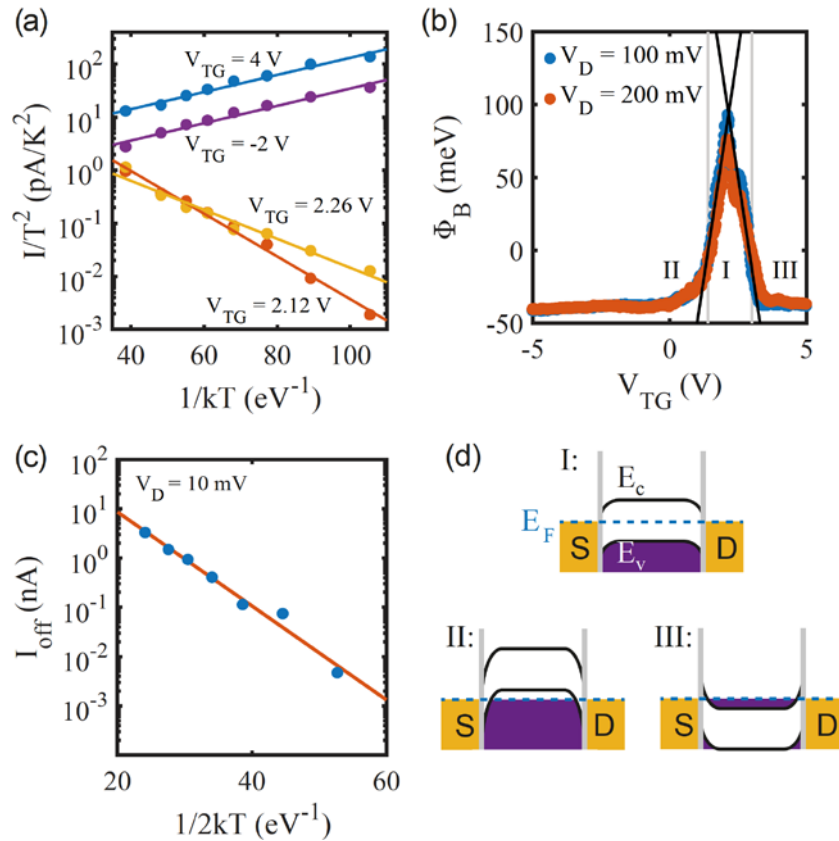 (a)
I/T² (pA/K²)
10²
10¹
10⁰
10⁻¹
10⁻²
10⁻³
V_TG = 4 V
V_TG = -2 V
V_TG = 2.26 V
V_TG = 2.12 V
40 60 80 100
1/kT (eV⁻¹)
(b)
Φ_B (meV)
150
100
50
0
-50
V_D = 100 mV
V_D = 200 mV
II I III
-5 0 5
V_TG (V)
(c)
I_off (nA)
10²
10¹
10⁰
10⁻¹
10⁻²
10⁻³
V_D = 10 mV
20 40 60
1/2kT (eV⁻¹)
(d)
I:
E_c
E_F
S E_v D
II:
S D
III:
S D